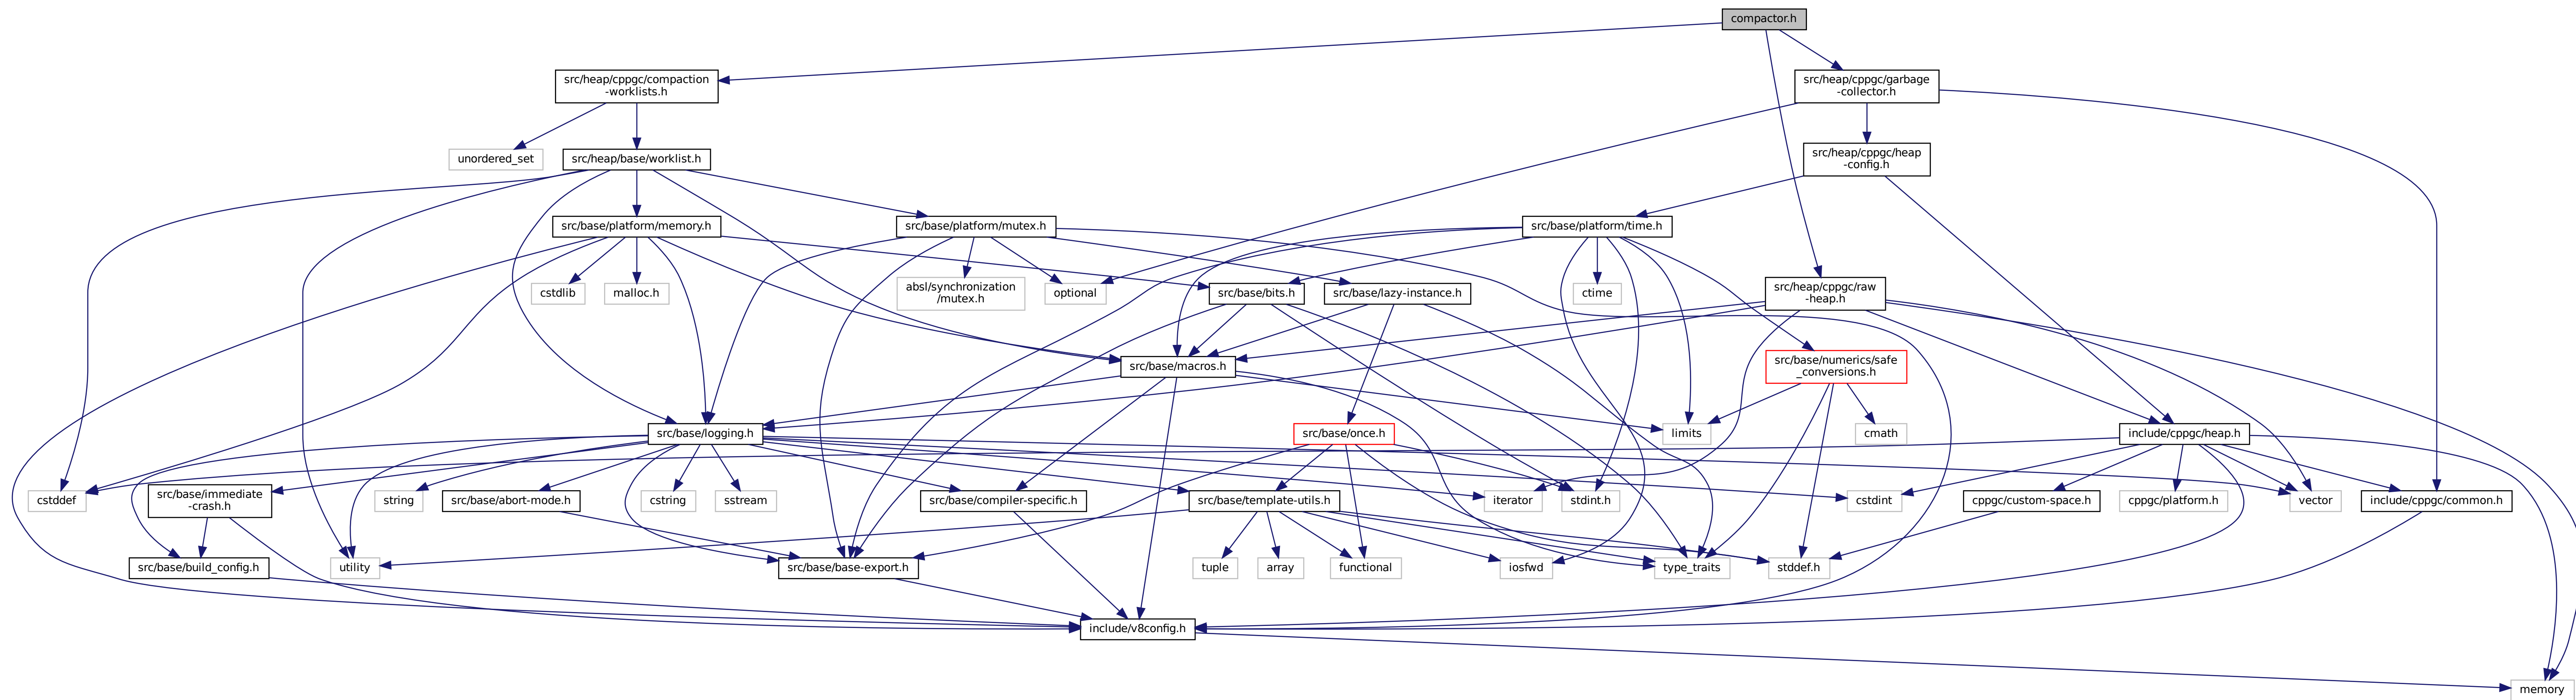 compactor.h
src/heap/cppgc/compaction
-worklists.h
src/heap/cppgc/garbage
-collector.h
unordered_set
src/heap/base/worklist.h
src/heap/cppgc/heap
-config.h
src/base/platform/memory.h
src/base/platform/mutex.h
src/base/platform/time.h
cstdlib
malloc.h
absl/synchronization
/mutex.h
optional
src/base/bits.h
src/base/lazy-instance.h
ctime
src/heap/cppgc/raw
-heap.h
src/base/macros.h
src/base/numerics/safe
_conversions.h
src/base/logging.h
src/base/once.h
limits
cmath
include/cppgc/heap.h
cstddef
src/base/immediate
-crash.h
string
src/base/abort-mode.h
cstring
sstream
src/base/compiler-specific.h
src/base/template-utils.h
iterator
stdint.h
cstdint
cppgc/custom-space.h
cppgc/platform.h
vector
include/cppgc/common.h
src/base/build_config.h
utility
src/base/base-export.h
tuple
array
functional
iosfwd
type_traits
stddef.h
include/v8config.h
memory